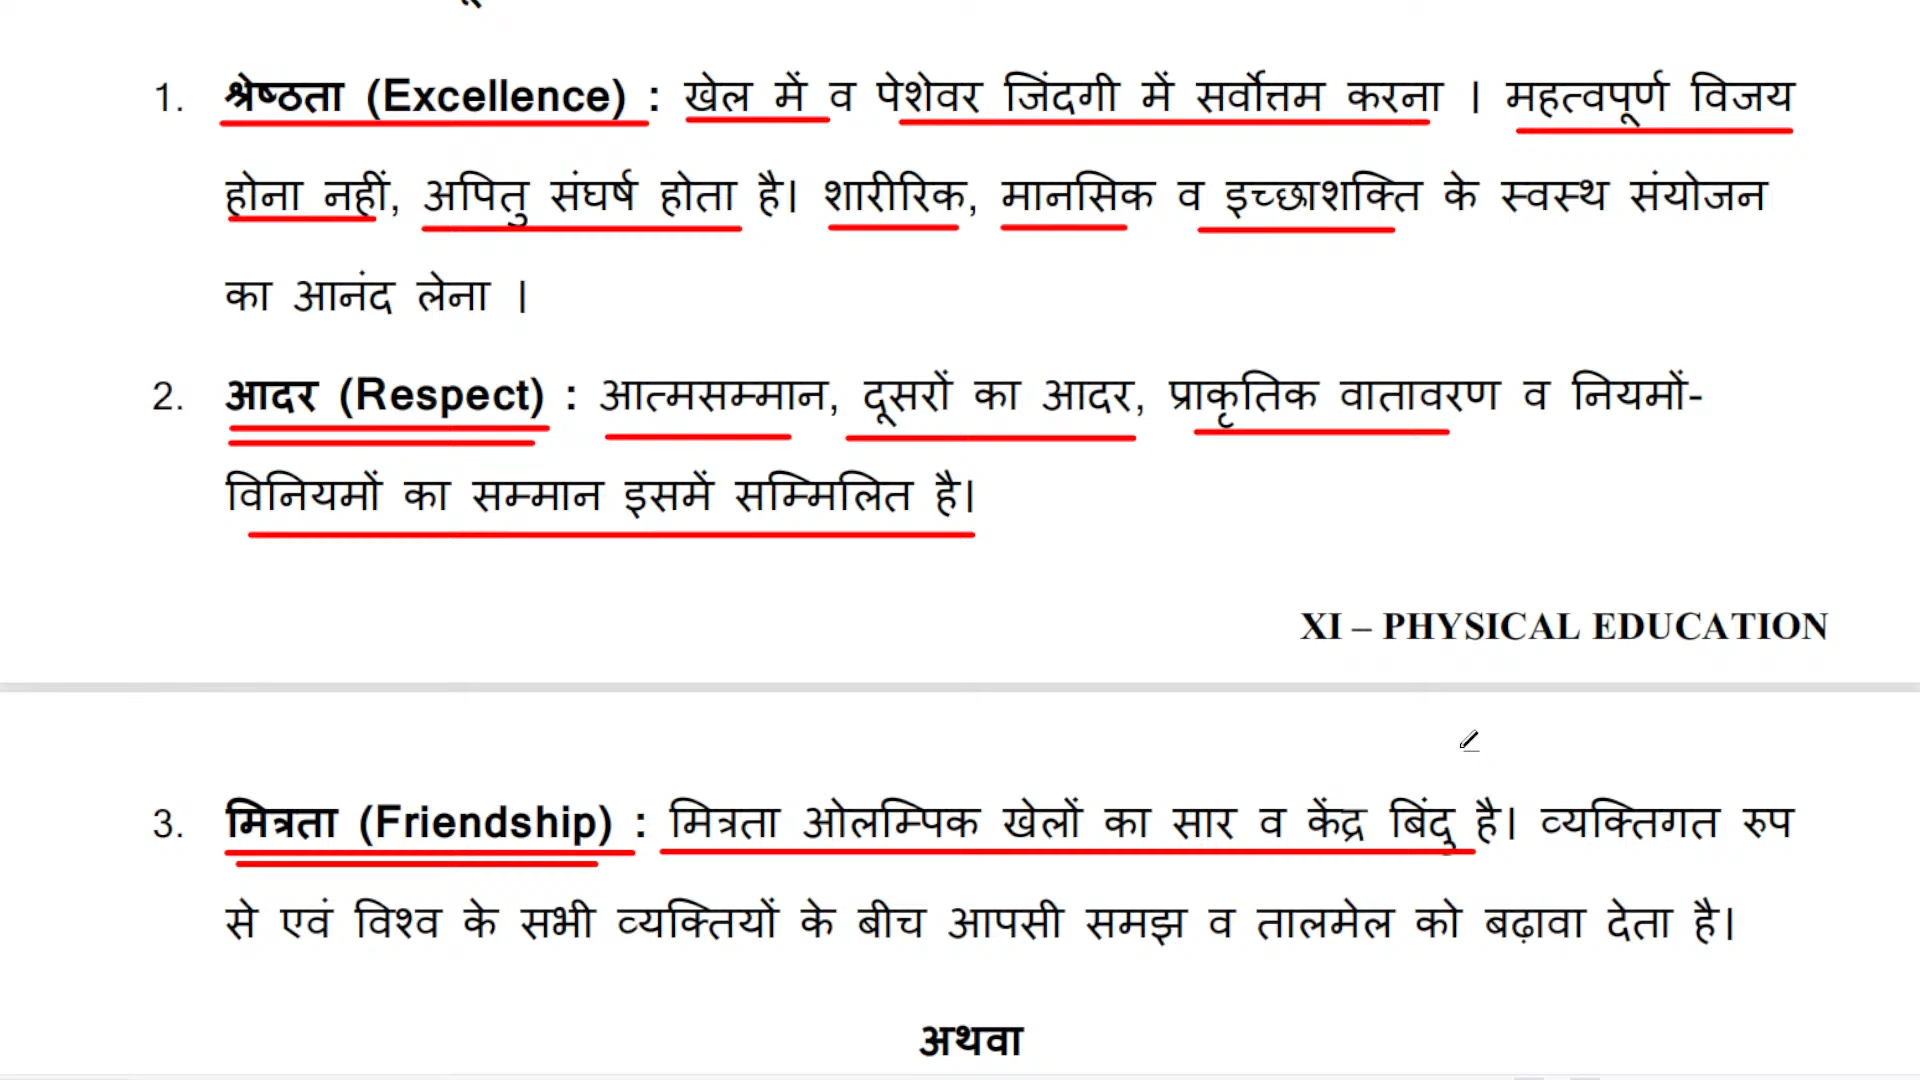 1. श्रेष्ठता (Excellence) : खेल में व पेशेवर जिंदगी में सर्वोत्तम करना । महत्वपूर्ण विजय
होना नहीं, अपितु संघर्ष होता है। शारीरिक, मानसिक व इच्छाशक्ति के स्वस्थ संयोजन
का आनंद लेना ।
2. आदर (Respect) : आत्मसम्मान, दूसरों का आदर, प्राकृतिक वातावरण व नियमों-
विनियमों का सम्मान इसमें सम्मिलित है।
XI – PHYSICAL EDUCATION
3. मित्रता (Friendship) : मित्रता ओलम्पिक खेलों का सार व केंद्र बिंदु है। व्यक्तिगत रुप
से एवं विश्व के सभी व्यक्तियों के बीच आपसी समझ व तालमेल को बढ़ावा देता है।
अथवा